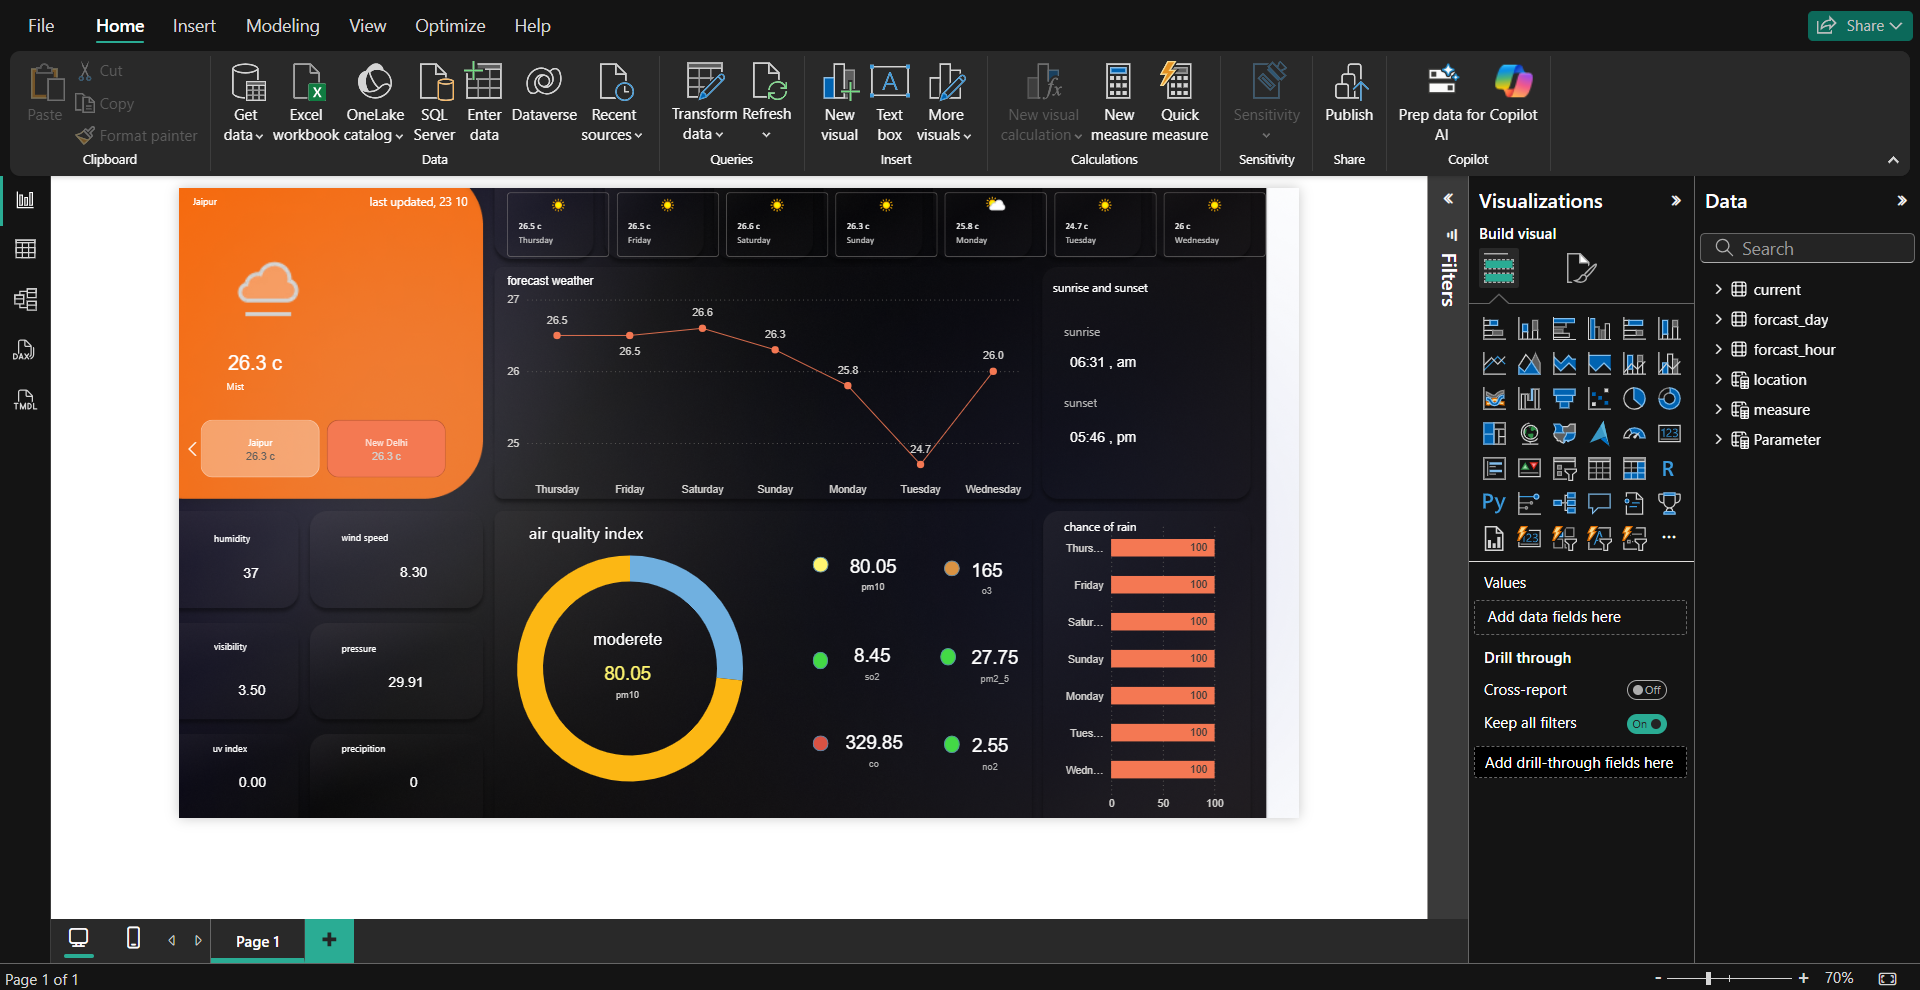 File Home Insert Modeling View Optimize Help Share
Paste
Cut
Copy
Format painter
Clipboard
Get data
Excel workbook
OneLake catalog
SQL Server
Enter data
Dataverse
Recent sources
Data
Transform data
Refresh
Queries
New visual
Text box
More visuals
Insert
New visual calculation
New measure
Quick measure
Calculations
Sensitivity
Sensitivity
Publish
Share
Prep data for AI
Copilot
Copilot
DAX
TMDL
Jaipur
last updated, 23 10
26.3 c
Mist
Jaipur
26.3 c
New Delhi
26.3 c
26.5 c
Thursday
26.5 c
Friday
26.6 c
Saturday
26.3 c
Sunday
25.8 c
Monday
24.7 c
Tuesday
26 c
Wednesday
forecast weather
27
26
25
26.5
26.5
26.6
26.3
25.8
24.7
26.0
Thursday Friday Saturday Sunday Monday Tuesday Wednesday
sunrise and sunset
sunrise
06:31 , am
sunset
05:46 , pm
humidity
37
wind speed
8.30
visibility
3.50
pressure
29.91
uv index
0.00
precipition
0
air quality index
moderete
80.05
pm10
80.05
pm10
165
o3
8.45
so2
27.75
pm2_5
329.85
co
2.55
no2
chance of rain
Thurs... 100
Friday 100
Satur... 100
Sunday 100
Monday 100
Tues... 100
Wedn... 100
0 50 100
Filters
Visualizations
Build visual
123
R
Py
123
Values
Add data fields here
Drill through
Cross-report Off
Keep all filters On
Add drill-through fields here
Data
Search
current
forcast_day
forcast_hour
location
measure
Parameter
Page 1
Page 1 of 1
- + 70%